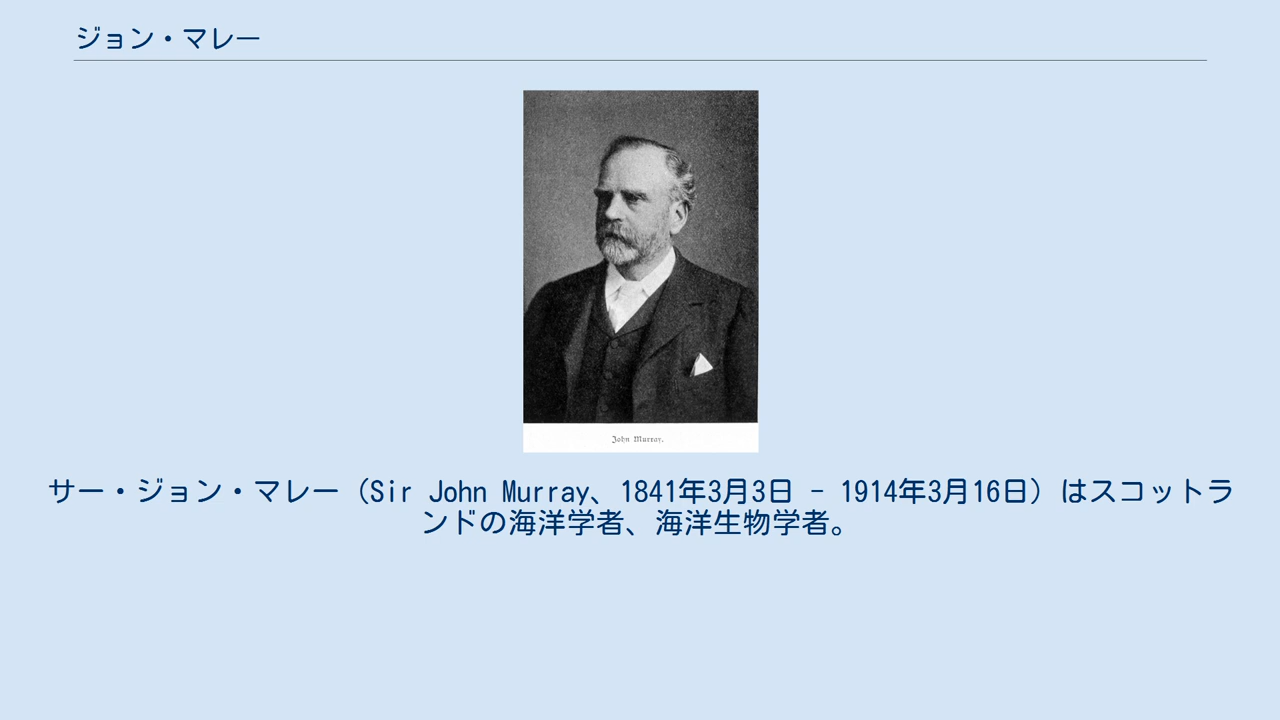 ジョン・マレー
John Murray.
サー・ジョン・マレー（Sir John Murray、1841年3月3日 – 1914年3月16日）はスコットラ
ンドの海洋学者、海洋生物学者。